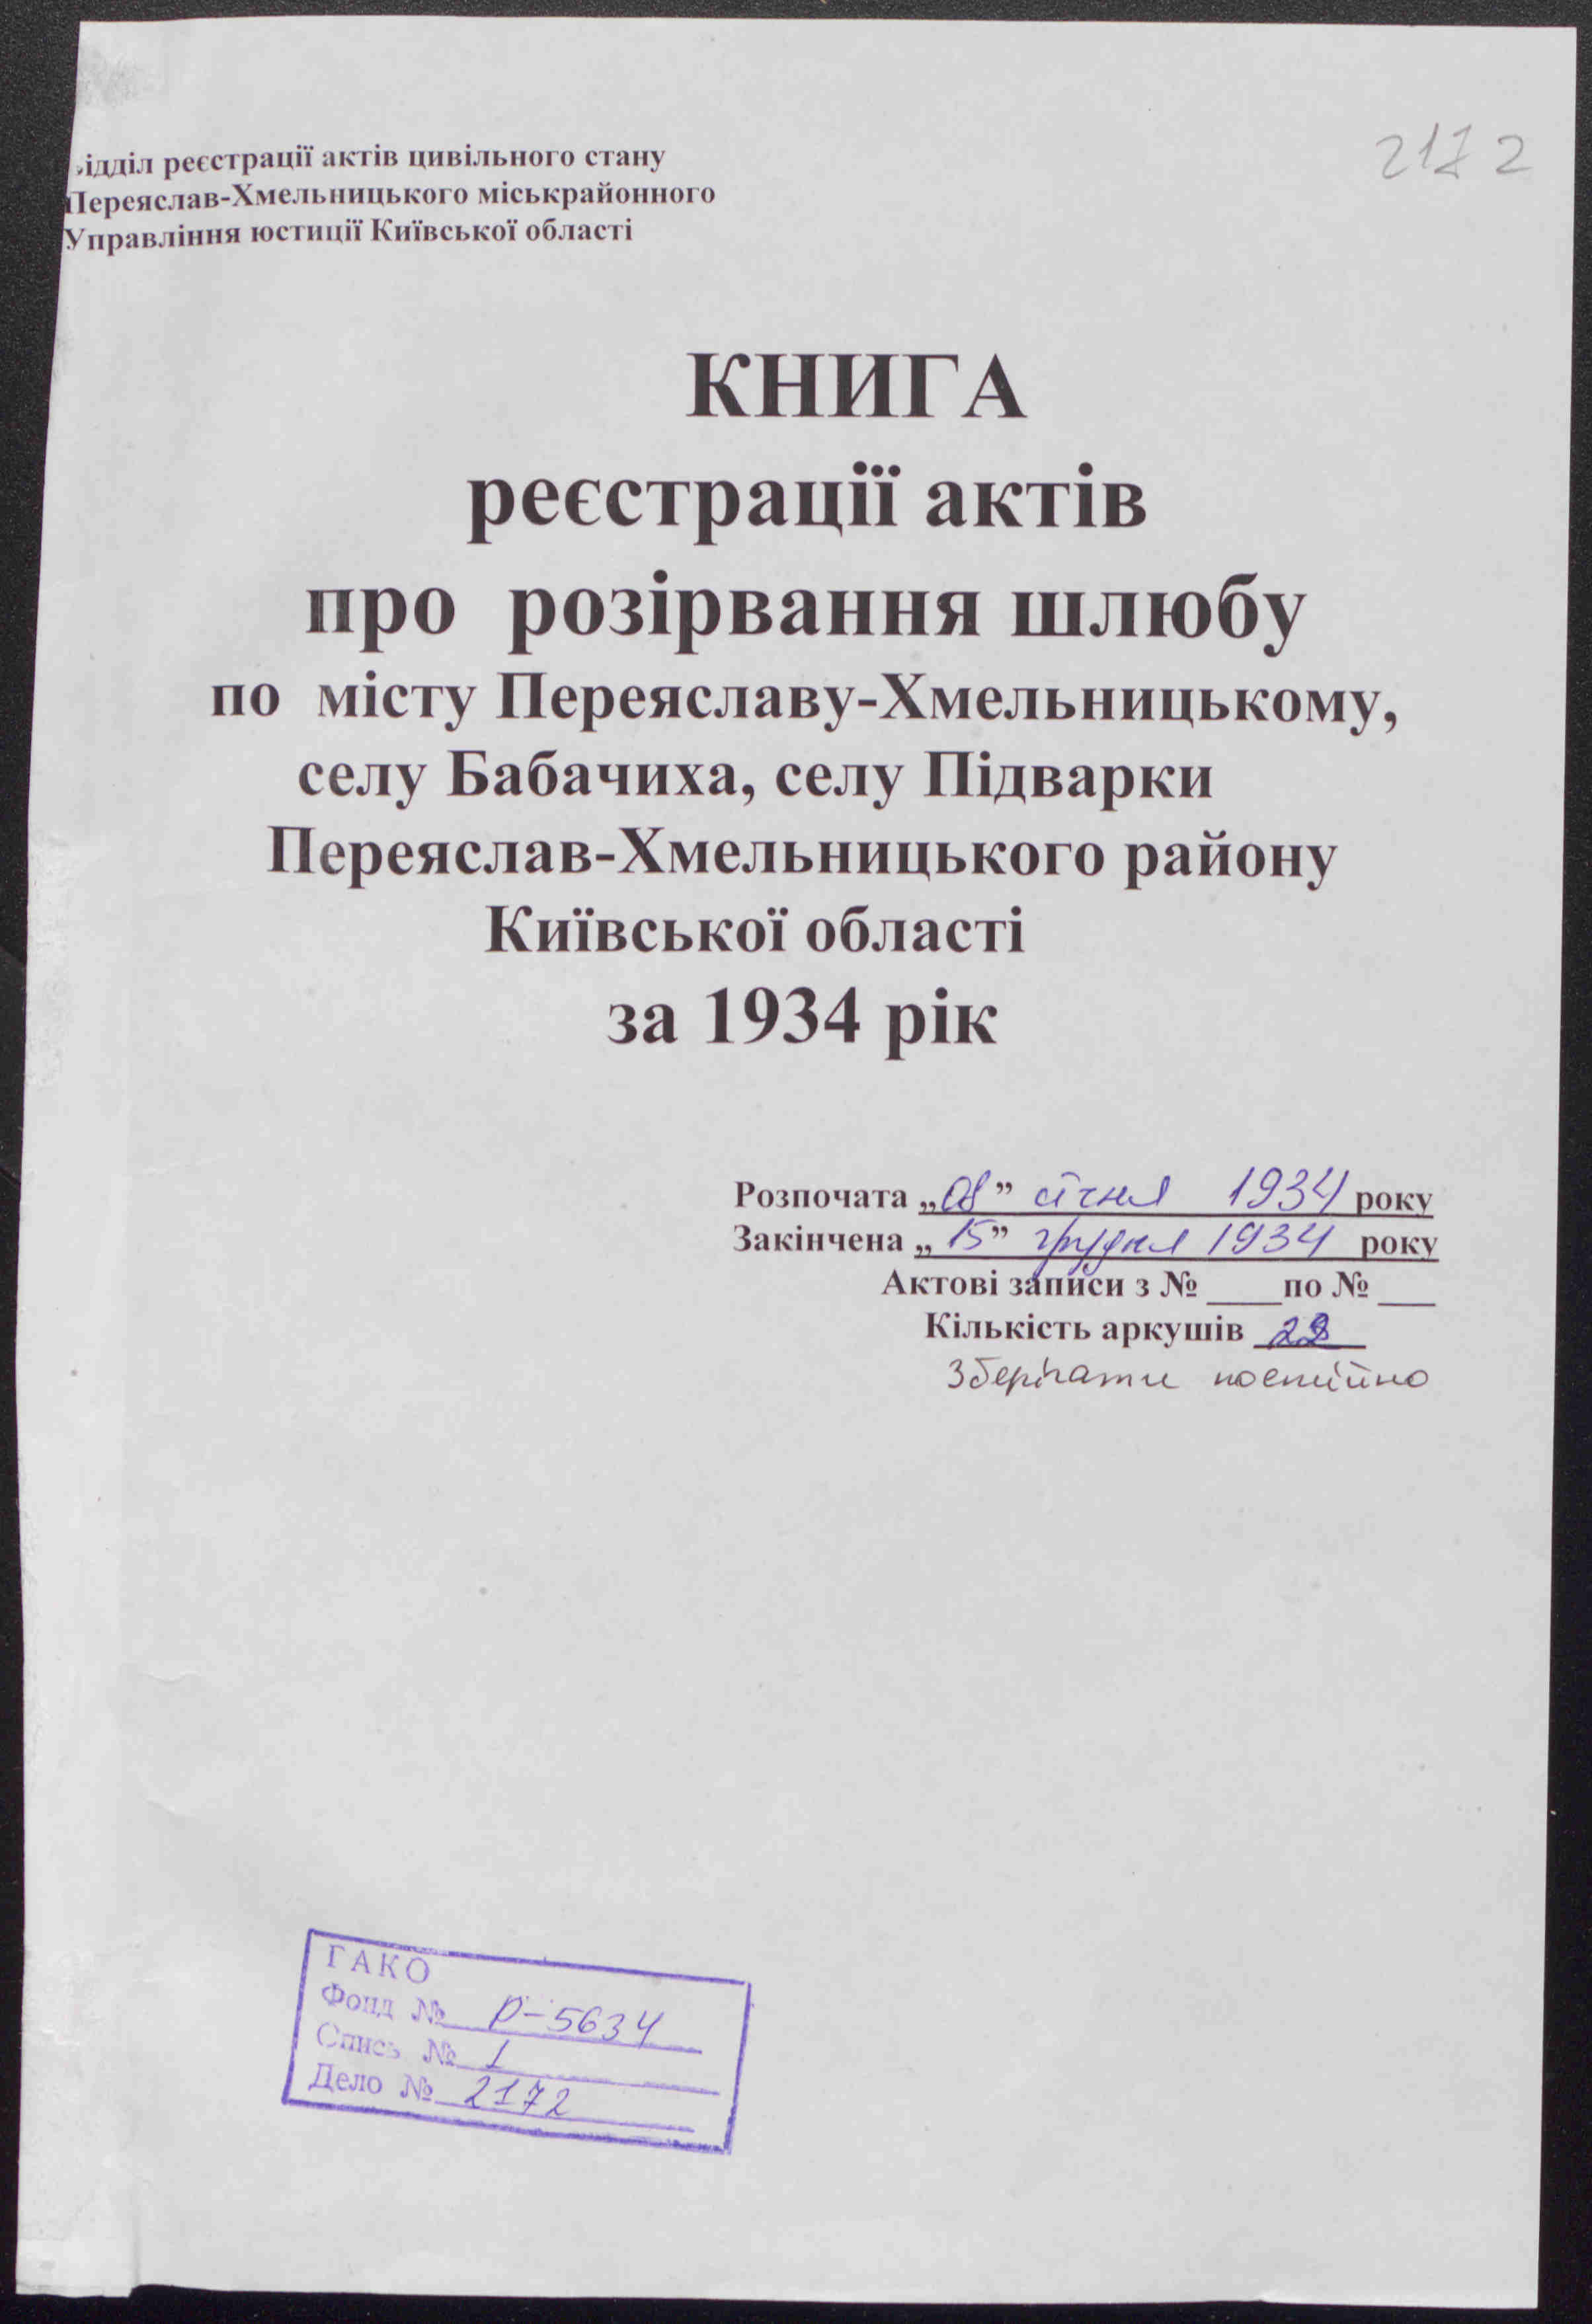 2172
Відділ реєстрації актів цивільного стану
Переяслав-Хмельницького міськрайонного
Управління юстиції Київської області
КНИГА
реєстрації актів
про розірвання шлюбу
по місту Переяславу-Хмельницькому,
селу Бабачиха, селу Підварки
Переяслав-Хмельницького району
Київської області
за 1934 рік
Розпочата „08” січня 1934 року
Закінчена „15” грудня 1934 року
Актові записи з № ____ по № ___
Кількість аркушів
Зберігати постійно
ГАКО
Фонд № Р-5634
Опись № 1
Дело № 2172